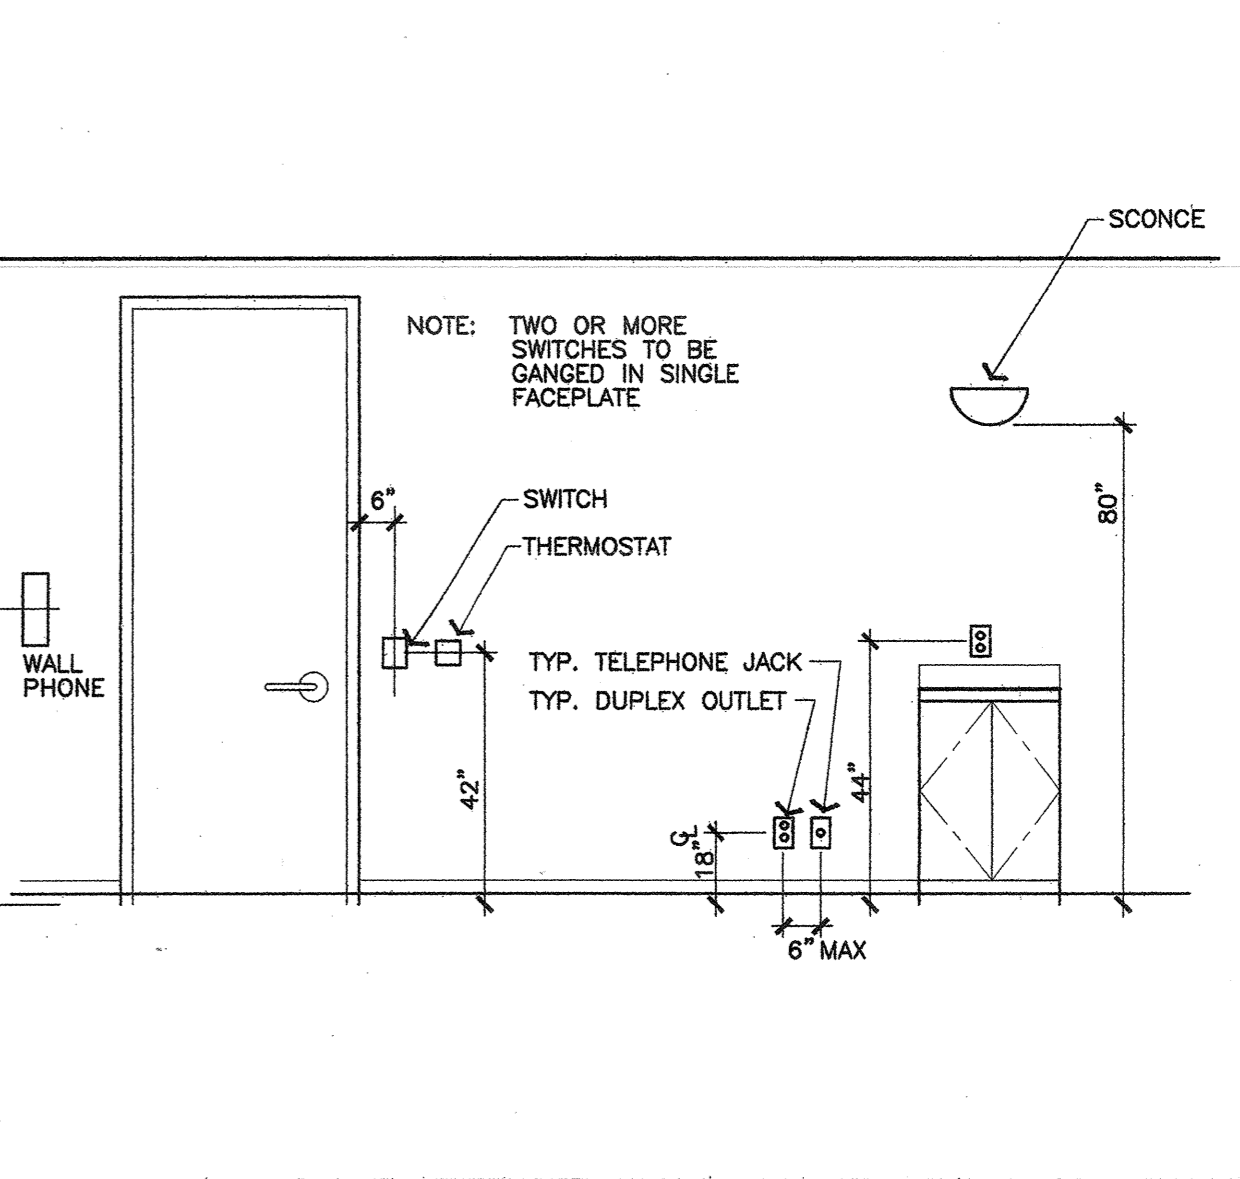 SCONCE
NOTE: TWO OR MORE
SWITCHES TO BE
GANGED IN SINGLE
FACEPLATE
6"
SWITCH
THERMOSTAT
80"
WALL
PHONE
TYP. TELEPHONE JACK
TYP. DUPLEX OUTLET
42"
44"
℄
18"
6" MAX